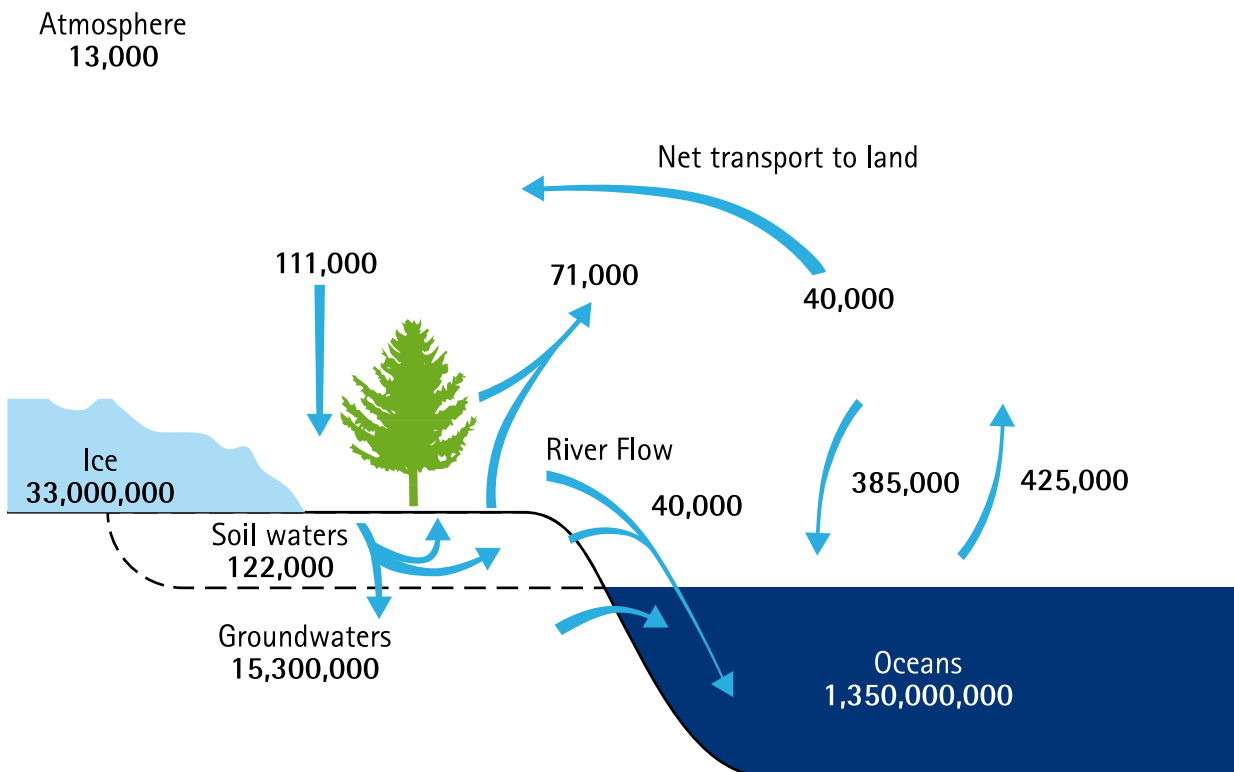 Atmosphere
13,000
Net transport to land
111,000
71,000
40,000
River Flow
40,000
385,000
425,000
Ice
33,000,000
Soil waters
122,000
Groundwaters
15,300,000
Oceans
1,350,000,000